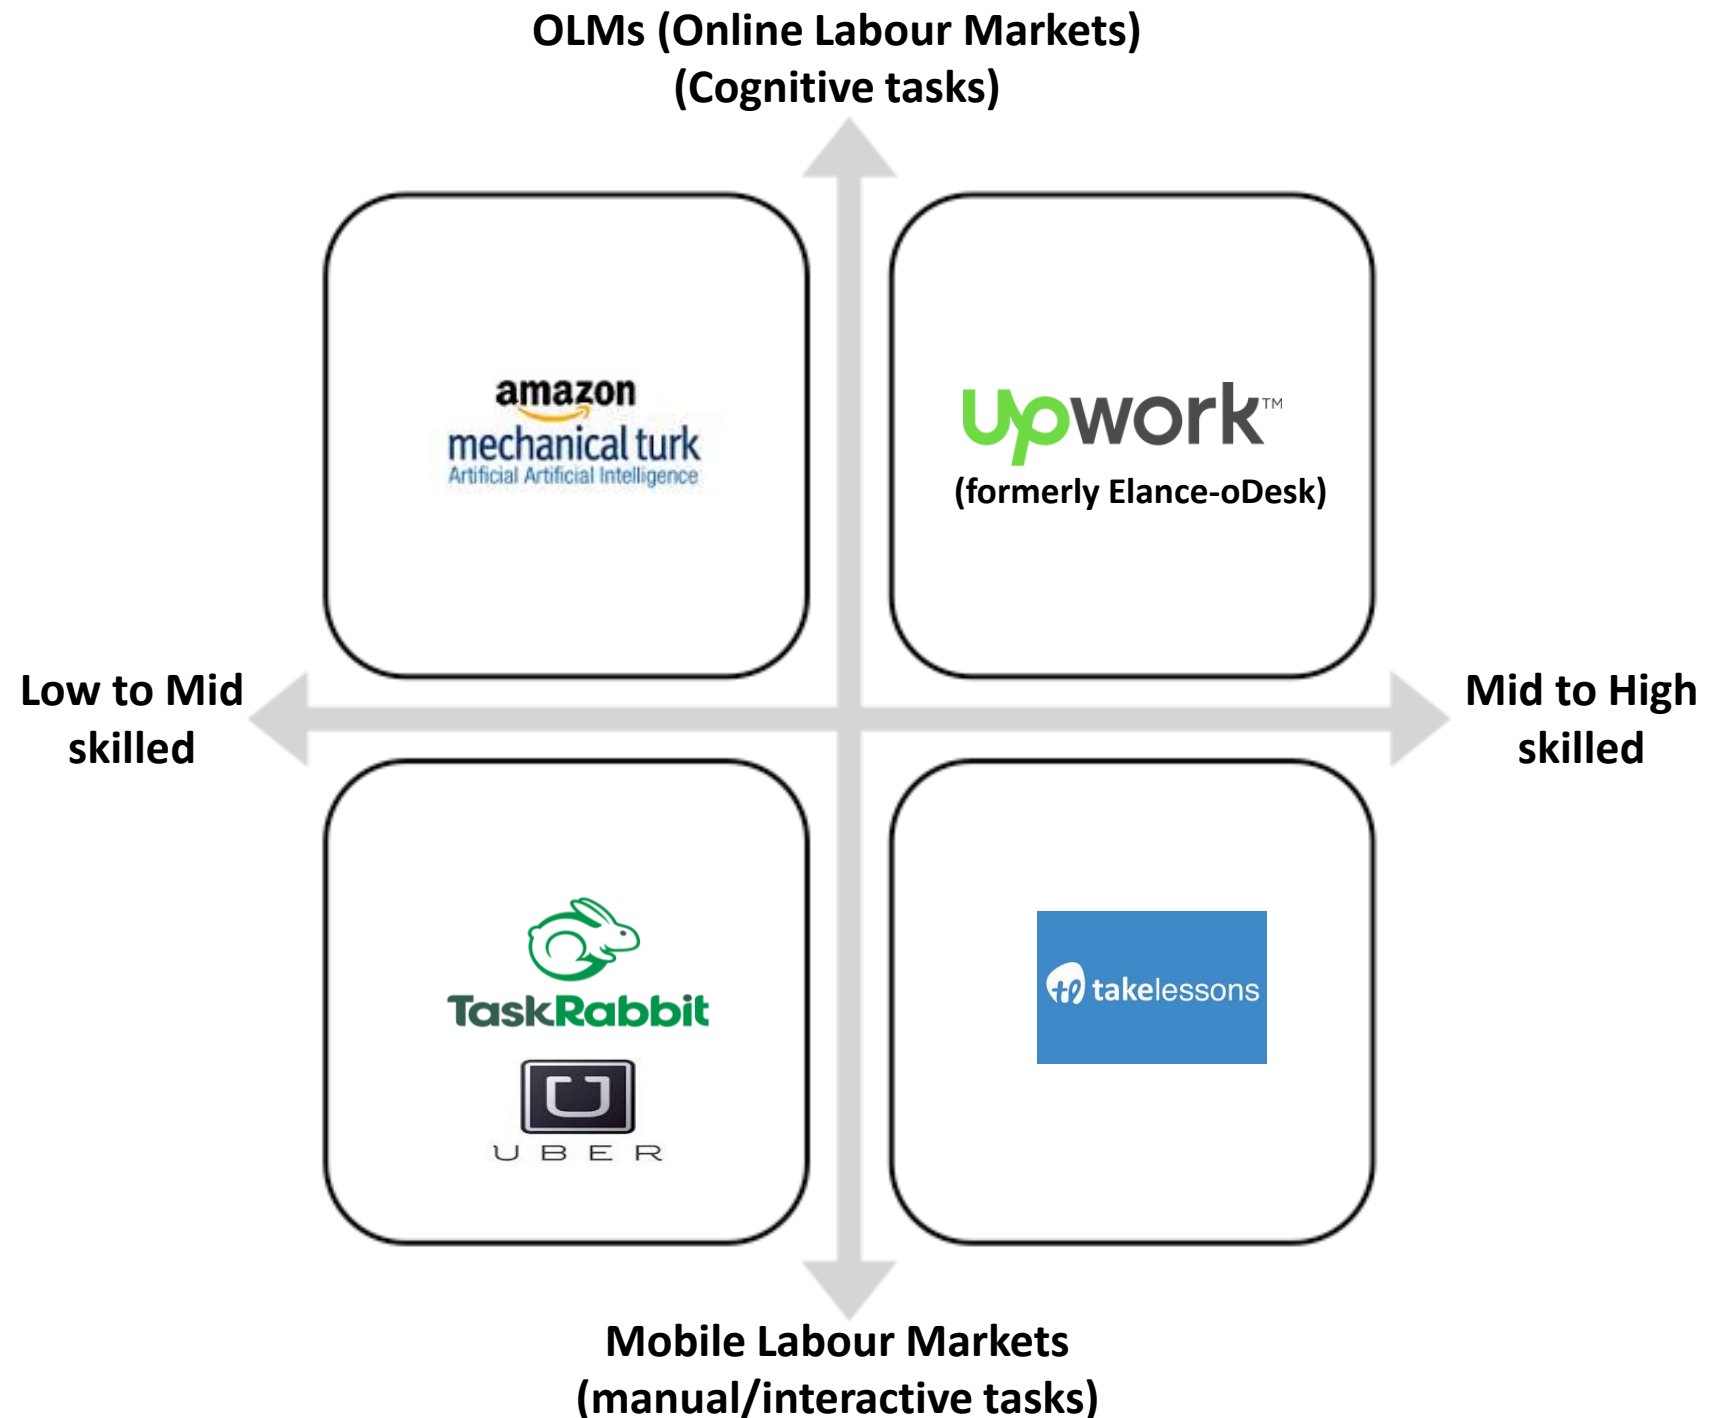 OLMs (Online Labour Markets)
(Cognitive tasks)
amazon
mechanical turk
Artificial Artificial Intelligence
upwork™
(formerly Elance-oDesk)
Low to Mid
skilled
Mid to High
skilled
TaskRabbit
U
UBER
tl takelessons
Mobile Labour Markets
(manual/interactive tasks)